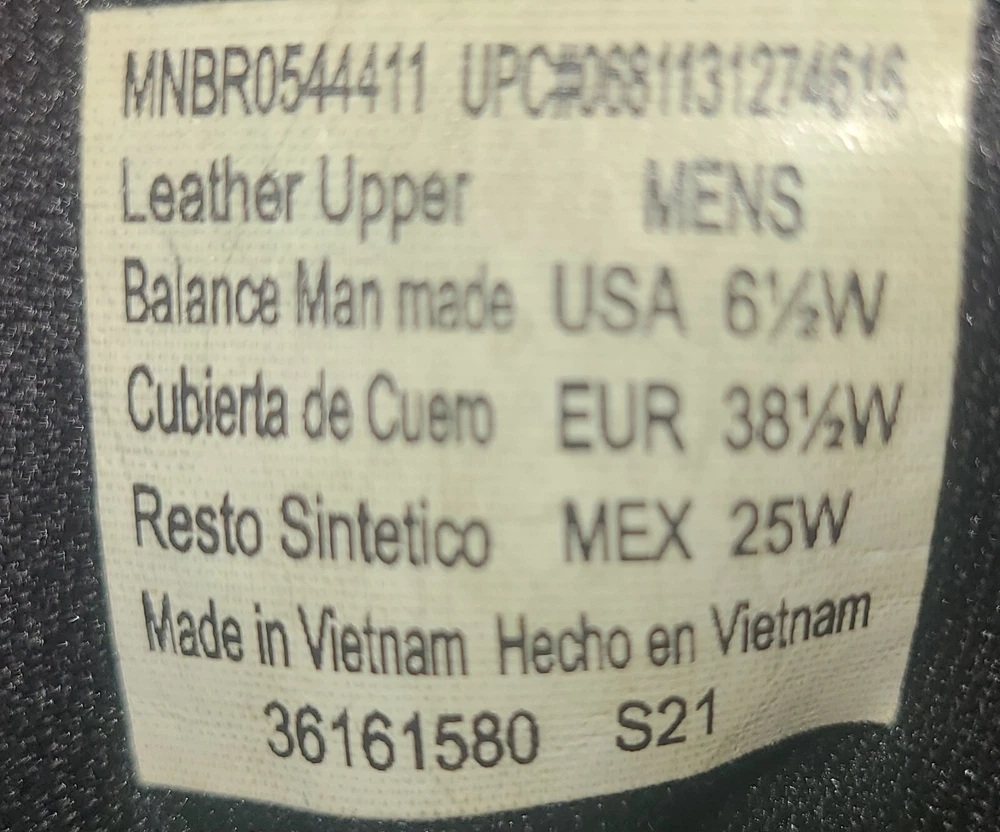 MNBR0544411 UPC#0681131274616
Leather Upper MENS
Balance Man made USA 6½W
Cubierta de Cuero EUR 38½W
Resto Sintetico MEX 25W
Made in Vietnam Hecho en Vietnam
36161580 S21